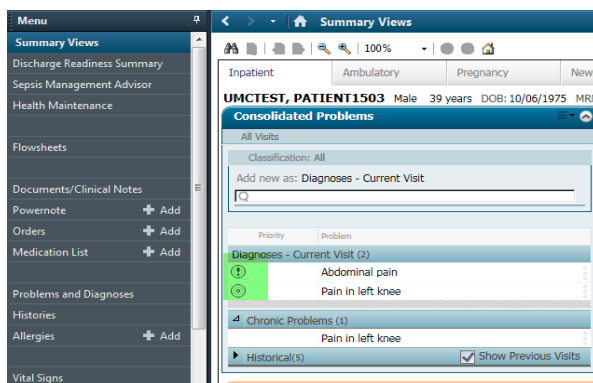 Menu
Summary Views
Discharge Readiness Summary
Sepsis Management Advisor
Health Maintenance
Flowsheets
Documents/Clinical Notes
Powernote Add
Orders Add
Medication List Add
Problems and Diagnoses
Histories
Allergies Add
Vital Signs
Summary Views
100%
Inpatient Ambulatory Pregnancy New
UMCTEST, PATIENT1503 Male 39 years DOB: 10/06/1975 MRI
Consolidated Problems
All Visits
Classification: All
Add new as: Diagnoses - Current Visit
Priority Problem
Diagnoses - Current Visit (2)
Abdominal pain
Pain in left knee
Chronic Problems (1)
Pain in left knee
Historical(5) Show Previous Visits